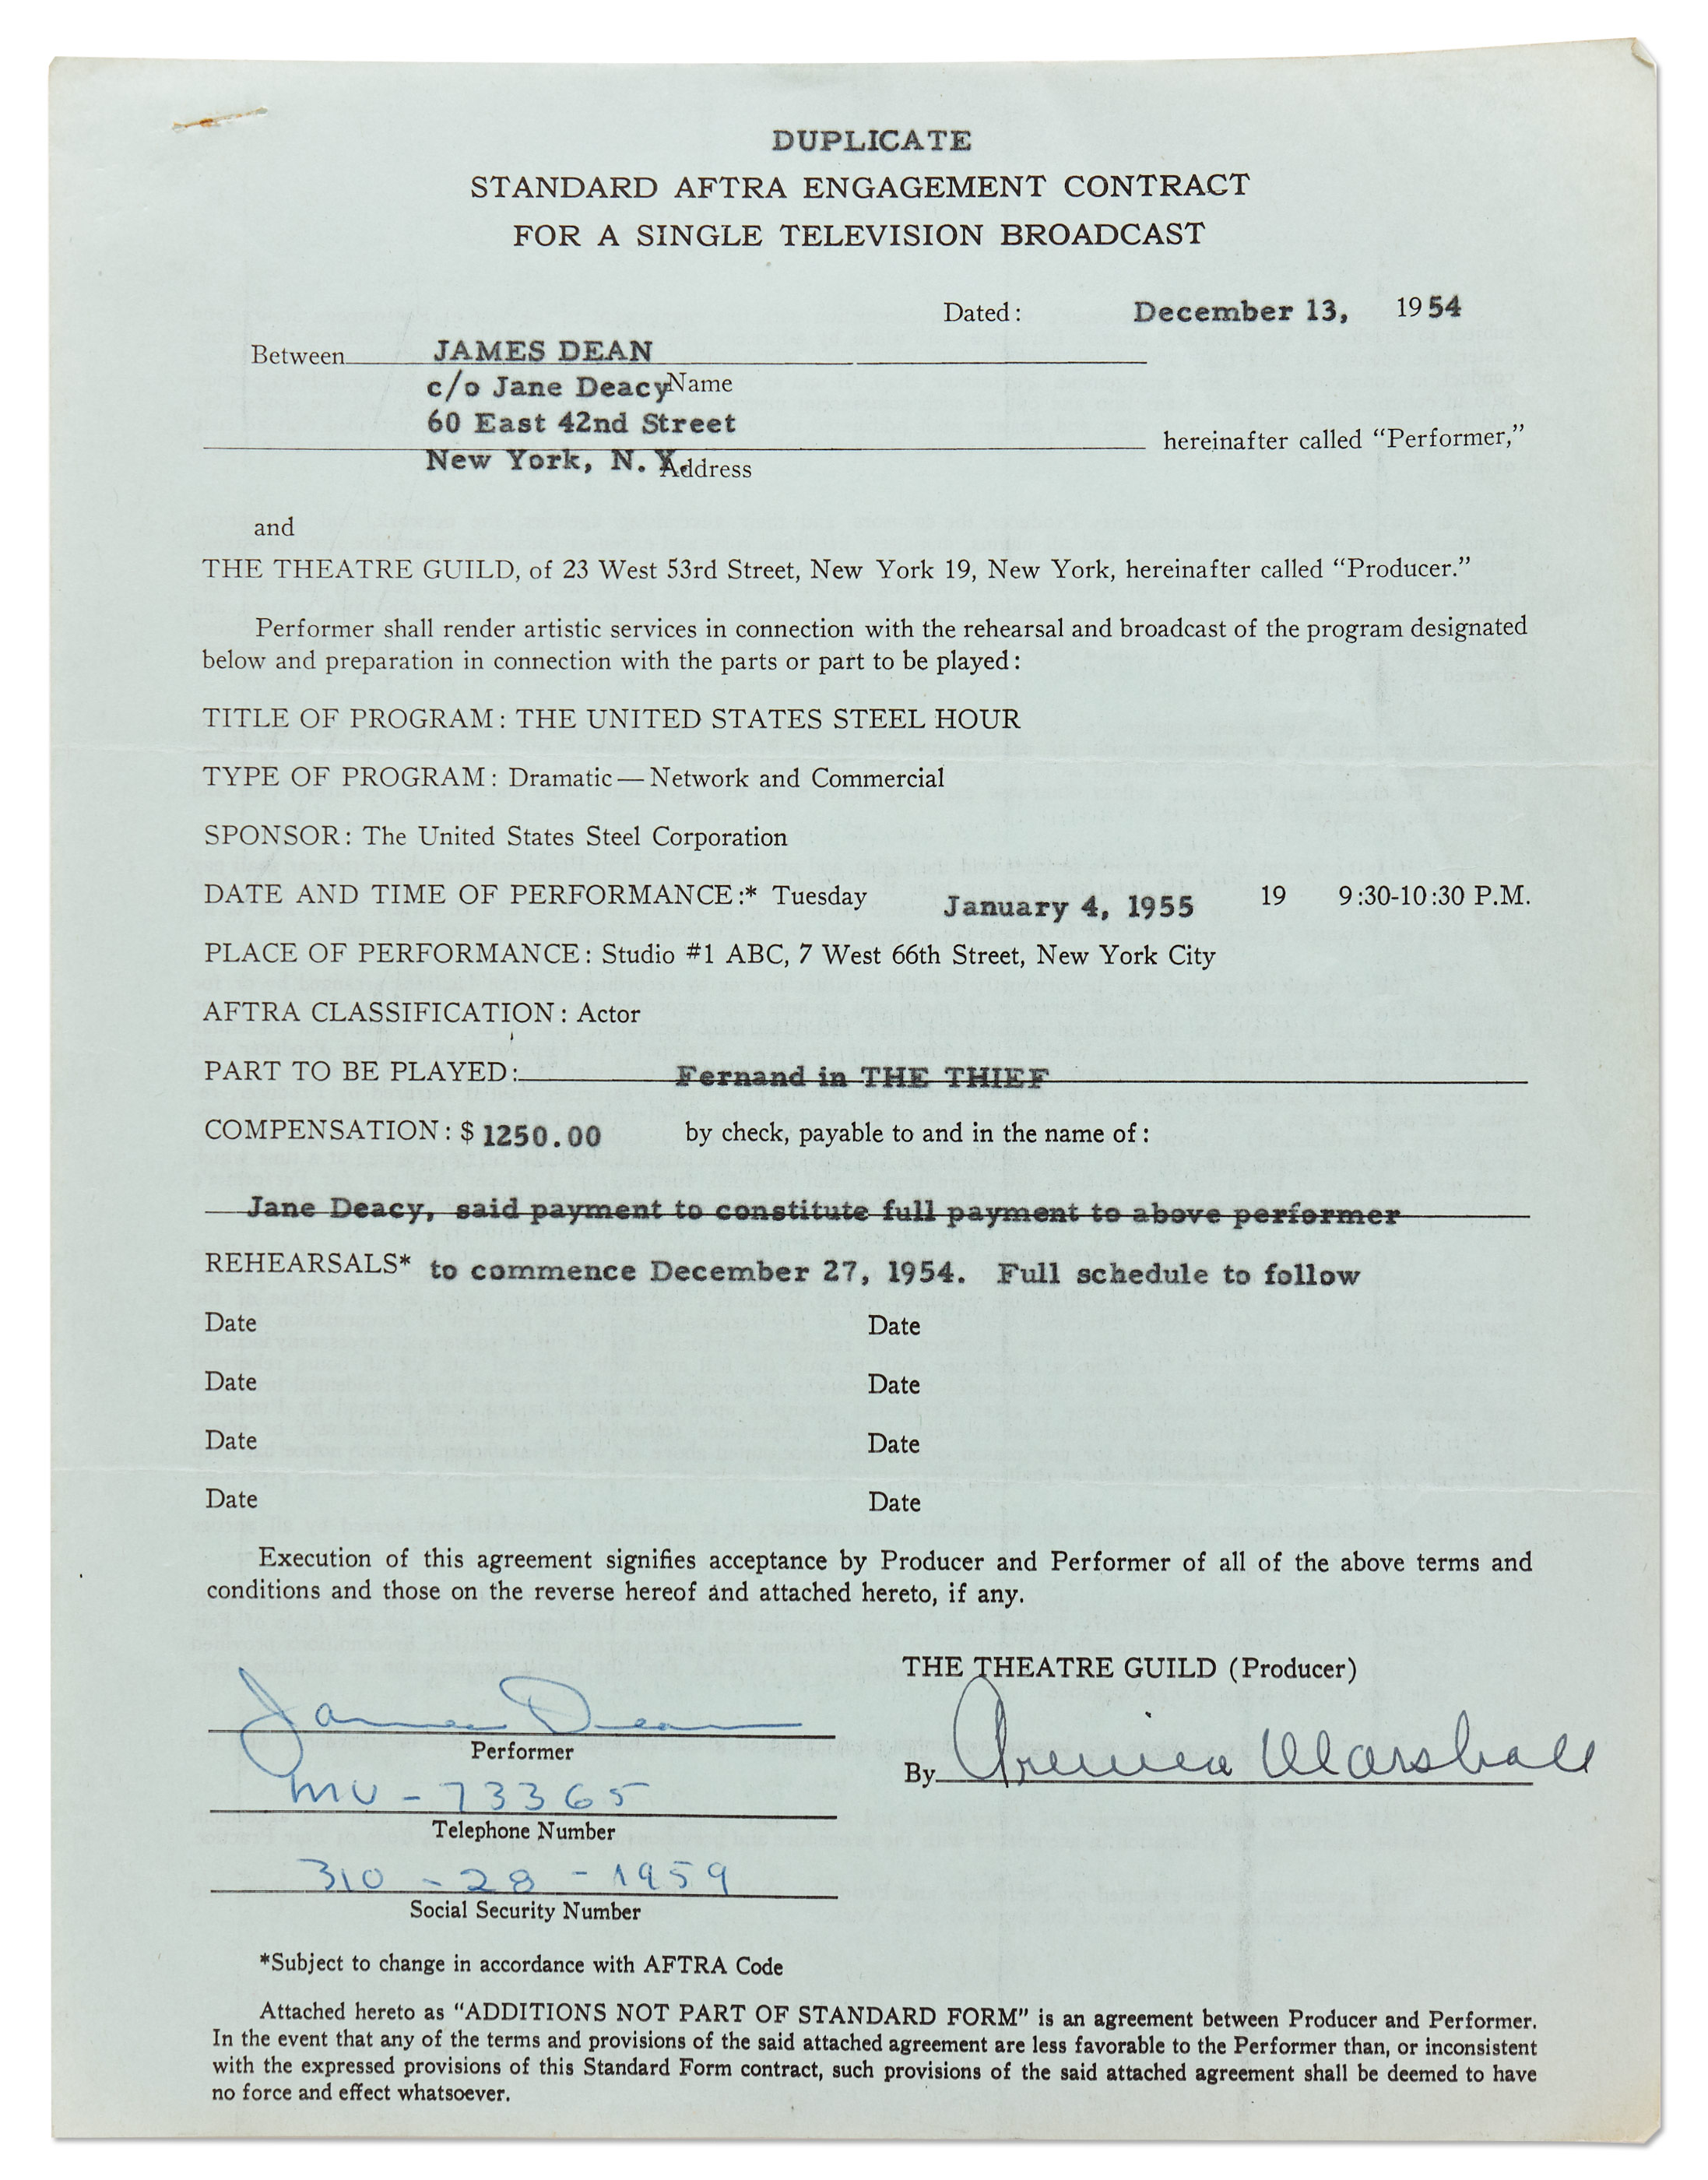 DUPLICATE
STANDARD AFTRA ENGAGEMENT CONTRACT
FOR A SINGLE TELEVISION BROADCAST
Dated: December 13, 1954
Between JAMES DEAN
c/o Jane Deacy Name
60 East 42nd Street
hereinafter called “Performer,”
New York, N. Y. Address
and
THE THEATRE GUILD, of 23 West 53rd Street, New York 19, New York, hereinafter called “Producer.”
Performer shall render artistic services in connection with the rehearsal and broadcast of the program designated
below and preparation in connection with the parts or part to be played:
TITLE OF PROGRAM: THE UNITED STATES STEEL HOUR
TYPE OF PROGRAM: Dramatic—Network and Commercial
SPONSOR: The United States Steel Corporation
DATE AND TIME OF PERFORMANCE:* Tuesday January 4, 1955 19 9:30-10:30 P.M.
PLACE OF PERFORMANCE: Studio #1 ABC, 7 West 66th Street, New York City
AFTRA CLASSIFICATION: Actor
PART TO BE PLAYED: Fernand in THE THIEF
COMPENSATION: $ 1250.00 by check, payable to and in the name of:
Jane Deacy, said payment to constitute full payment to above performer
REHEARSALS* to commence December 27, 1954. Full schedule to follow
Date Date
Date Date
Date Date
Date Date
Execution of this agreement signifies acceptance by Producer and Performer of all of the above terms and
conditions and those on the reverse hereof and attached hereto, if any.
THE THEATRE GUILD (Producer)
James Dean
Performer
By Armina Marshall
MU - 73365
Telephone Number
310 - 28 - 1959
Social Security Number
*Subject to change in accordance with AFTRA Code
Attached hereto as “ADDITIONS NOT PART OF STANDARD FORM” is an agreement between Producer and Performer.
In the event that any of the terms and provisions of the said attached agreement are less favorable to the Performer than, or inconsistent
with the expressed provisions of this Standard Form contract, such provisions of the said attached agreement shall be deemed to have
no force and effect whatsoever.